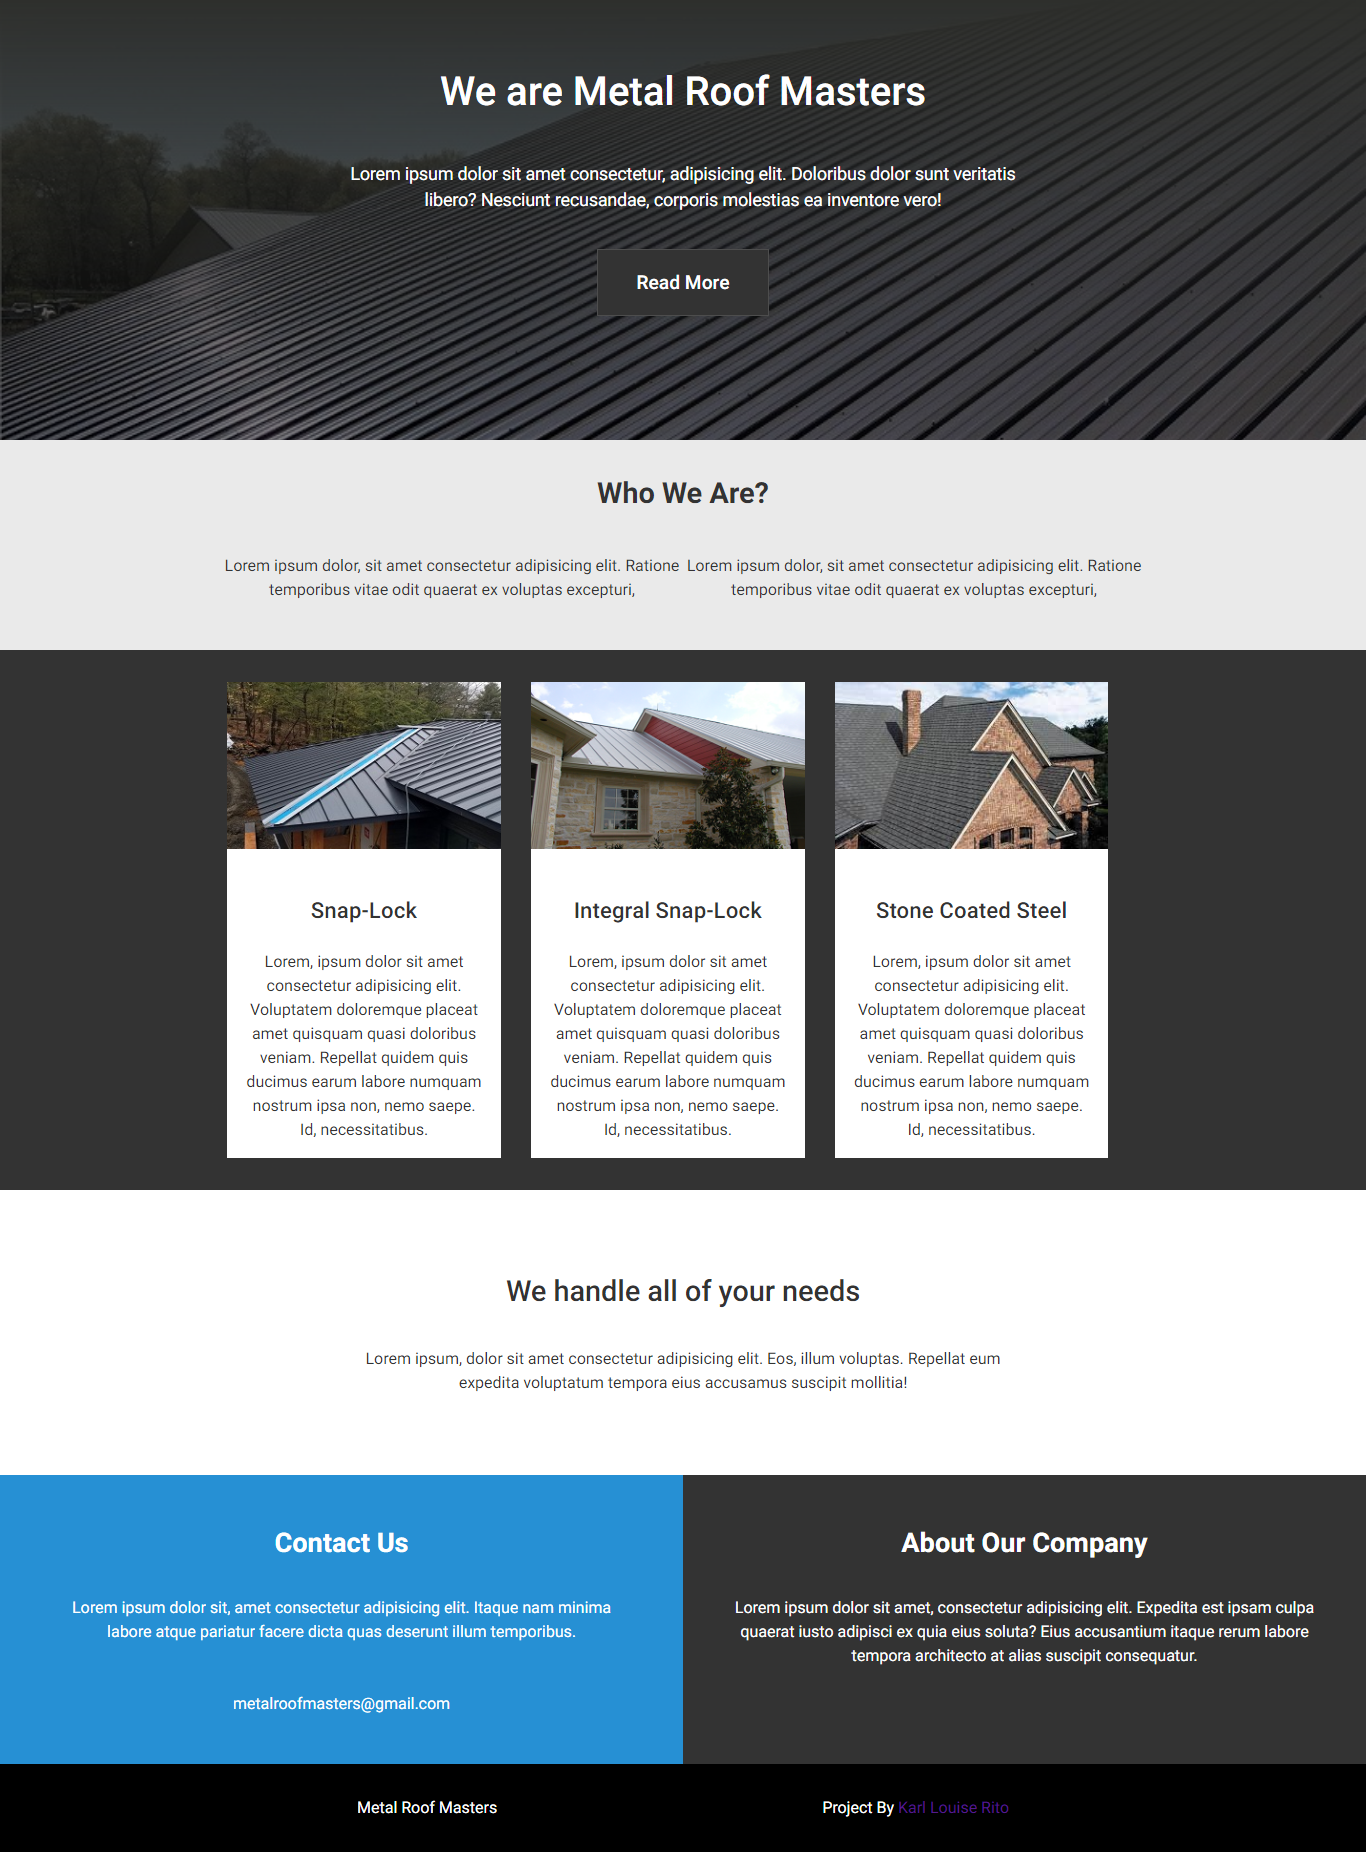 We are Metal Roof Masters
Lorem ipsum dolor sit amet consectetur, adipisicing elit. Doloribus dolor sunt veritatis
libero? Nesciunt recusandae, corporis molestias ea inventore vero!
Read More
Who We Are?
Lorem ipsum dolor, sit amet consectetur adipisicing elit. Ratione
temporibus vitae odit quaerat ex voluptas excepturi,
Lorem ipsum dolor, sit amet consectetur adipisicing elit. Ratione
temporibus vitae odit quaerat ex voluptas excepturi,
Snap-Lock
Lorem, ipsum dolor sit amet
consectetur adipisicing elit.
Voluptatem doloremque placeat
amet quisquam quasi doloribus
veniam. Repellat quidem quis
ducimus earum labore numquam
nostrum ipsa non, nemo saepe.
Id, necessitatibus.
Integral Snap-Lock
Lorem, ipsum dolor sit amet
consectetur adipisicing elit.
Voluptatem doloremque placeat
amet quisquam quasi doloribus
veniam. Repellat quidem quis
ducimus earum labore numquam
nostrum ipsa non, nemo saepe.
Id, necessitatibus.
Stone Coated Steel
Lorem, ipsum dolor sit amet
consectetur adipisicing elit.
Voluptatem doloremque placeat
amet quisquam quasi doloribus
veniam. Repellat quidem quis
ducimus earum labore numquam
nostrum ipsa non, nemo saepe.
Id, necessitatibus.
We handle all of your needs
Lorem ipsum, dolor sit amet consectetur adipisicing elit. Eos, illum voluptas. Repellat eum
expedita voluptatum tempora eius accusamus suscipit mollitia!
Contact Us
Lorem ipsum dolor sit, amet consectetur adipisicing elit. Itaque nam minima
labore atque pariatur facere dicta quas deserunt illum temporibus.
metalroofmasters@gmail.com
About Our Company
Lorem ipsum dolor sit amet, consectetur adipisicing elit. Expedita est ipsam culpa
quaerat iusto adipisci ex quia eius soluta? Eius accusantium itaque rerum labore
tempora architecto at alias suscipit consequatur.
Metal Roof Masters
Project By Karl Louise Rito